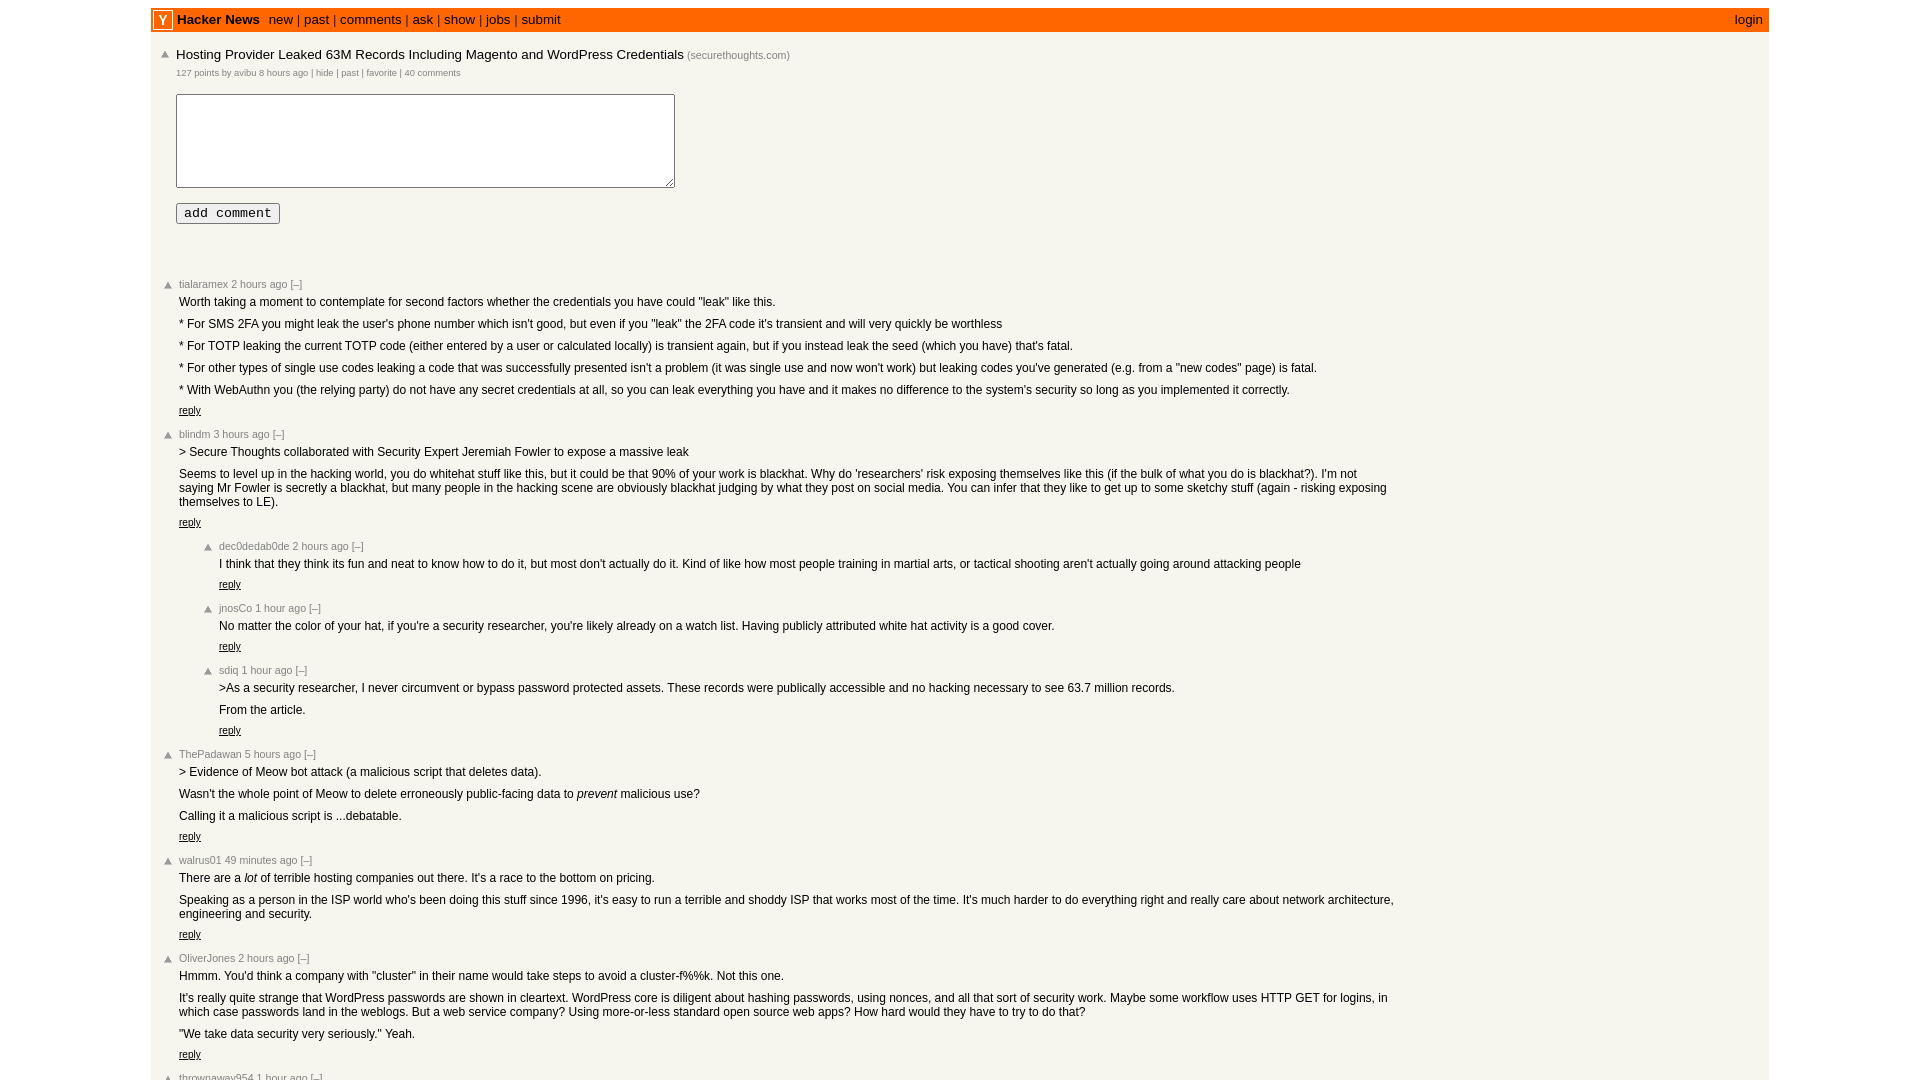 Y Hacker News new | past | comments | ask | show | jobs | submit login
Hosting Provider Leaked 63M Records Including Magento and WordPress Credentials (securethoughts.com)
127 points by avibu 8 hours ago | hide | past | favorite | 40 comments
add comment
tialaramex 2 hours ago [–]
Worth taking a moment to contemplate for second factors whether the credentials you have could "leak" like this.
* For SMS 2FA you might leak the user's phone number which isn't good, but even if you "leak" the 2FA code it's transient and will very quickly be worthless
* For TOTP leaking the current TOTP code (either entered by a user or calculated locally) is transient again, but if you instead leak the seed (which you have) that's fatal.
* For other types of single use codes leaking a code that was successfully presented isn't a problem (it was single use and now won't work) but leaking codes you've generated (e.g. from a "new codes" page) is fatal.
* With WebAuthn you (the relying party) do not have any secret credentials at all, so you can leak everything you have and it makes no difference to the system's security so long as you implemented it correctly.
reply
blindm 3 hours ago [–]
> Secure Thoughts collaborated with Security Expert Jeremiah Fowler to expose a massive leak
Seems to level up in the hacking world, you do whitehat stuff like this, but it could be that 90% of your work is blackhat. Why do 'researchers' risk exposing themselves like this (if the bulk of what you do is blackhat?). I'm not
saying Mr Fowler is secretly a blackhat, but many people in the hacking scene are obviously blackhat judging by what they post on social media. You can infer that they like to get up to some sketchy stuff (again - risking exposing
themselves to LE).
reply
dec0dedab0de 2 hours ago [–]
I think that they think its fun and neat to know how to do it, but most don't actually do it. Kind of like how most people training in martial arts, or tactical shooting aren't actually going around attacking people
reply
jnosCo 1 hour ago [–]
No matter the color of your hat, if you're a security researcher, you're likely already on a watch list. Having publicly attributed white hat activity is a good cover.
reply
sdiq 1 hour ago [–]
>As a security researcher, I never circumvent or bypass password protected assets. These records were publically accessible and no hacking necessary to see 63.7 million records.
From the article.
reply
ThePadawan 5 hours ago [–]
> Evidence of Meow bot attack (a malicious script that deletes data).
Wasn't the whole point of Meow to delete erroneously public-facing data to prevent malicious use?
Calling it a malicious script is ...debatable.
reply
walrus01 49 minutes ago [–]
There are a lot of terrible hosting companies out there. It's a race to the bottom on pricing.
Speaking as a person in the ISP world who's been doing this stuff since 1996, it's easy to run a terrible and shoddy ISP that works most of the time. It's much harder to do everything right and really care about network architecture,
engineering and security.
reply
OliverJones 2 hours ago [–]
Hmmm. You'd think a company with "cluster" in their name would take steps to avoid a cluster-f%%k. Not this one.
It's really quite strange that WordPress passwords are shown in cleartext. WordPress core is diligent about hashing passwords, using nonces, and all that sort of security work. Maybe some workflow uses HTTP GET for logins, in
which case passwords land in the weblogs. But a web service company? Using more-or-less standard open source web apps? How hard would they have to try to do that?
"We take data security very seriously." Yeah.
reply
thrownaway954 1 hour ago [–]